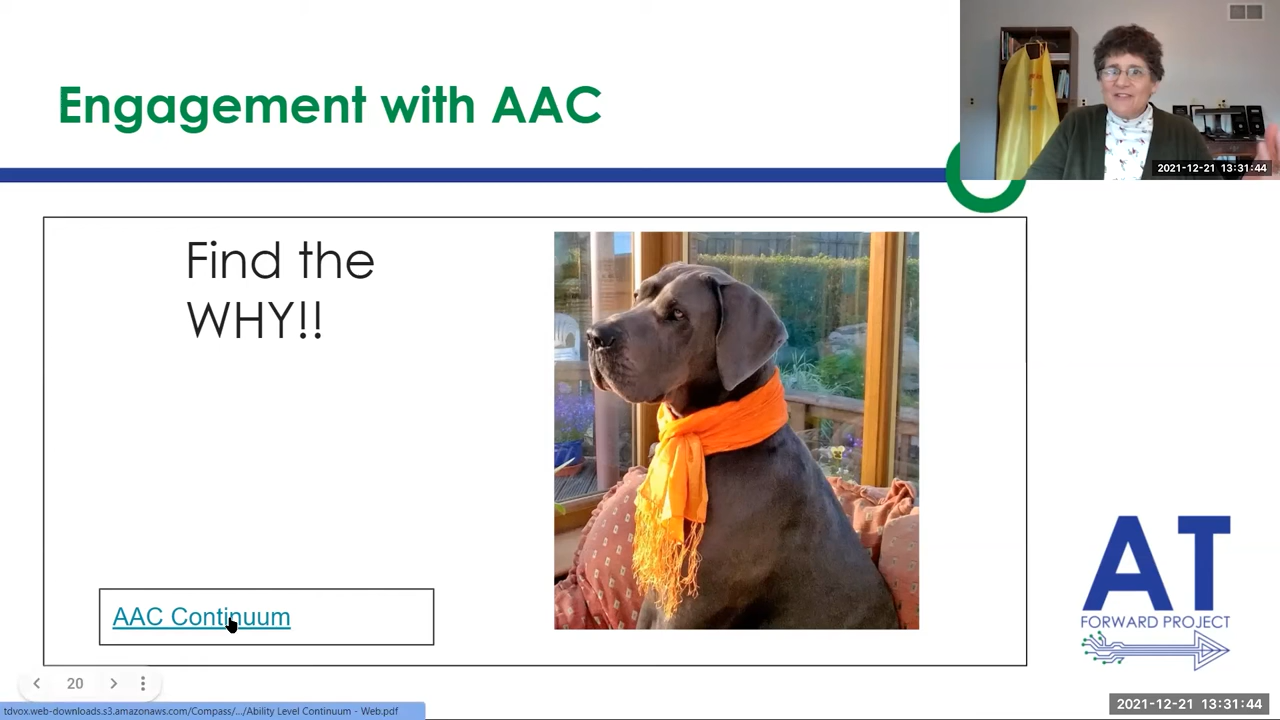 Engagement with AAC
2021-12-21 13:31:44
Find the
WHY!!
AAC Continuum
AT
FORWARD PROJECT
20
tdvox.web-downloads.s3.amazonaws.com/Compass/.../Ability Level Continuum - Web.pdf
2021-12-21 13:31:44